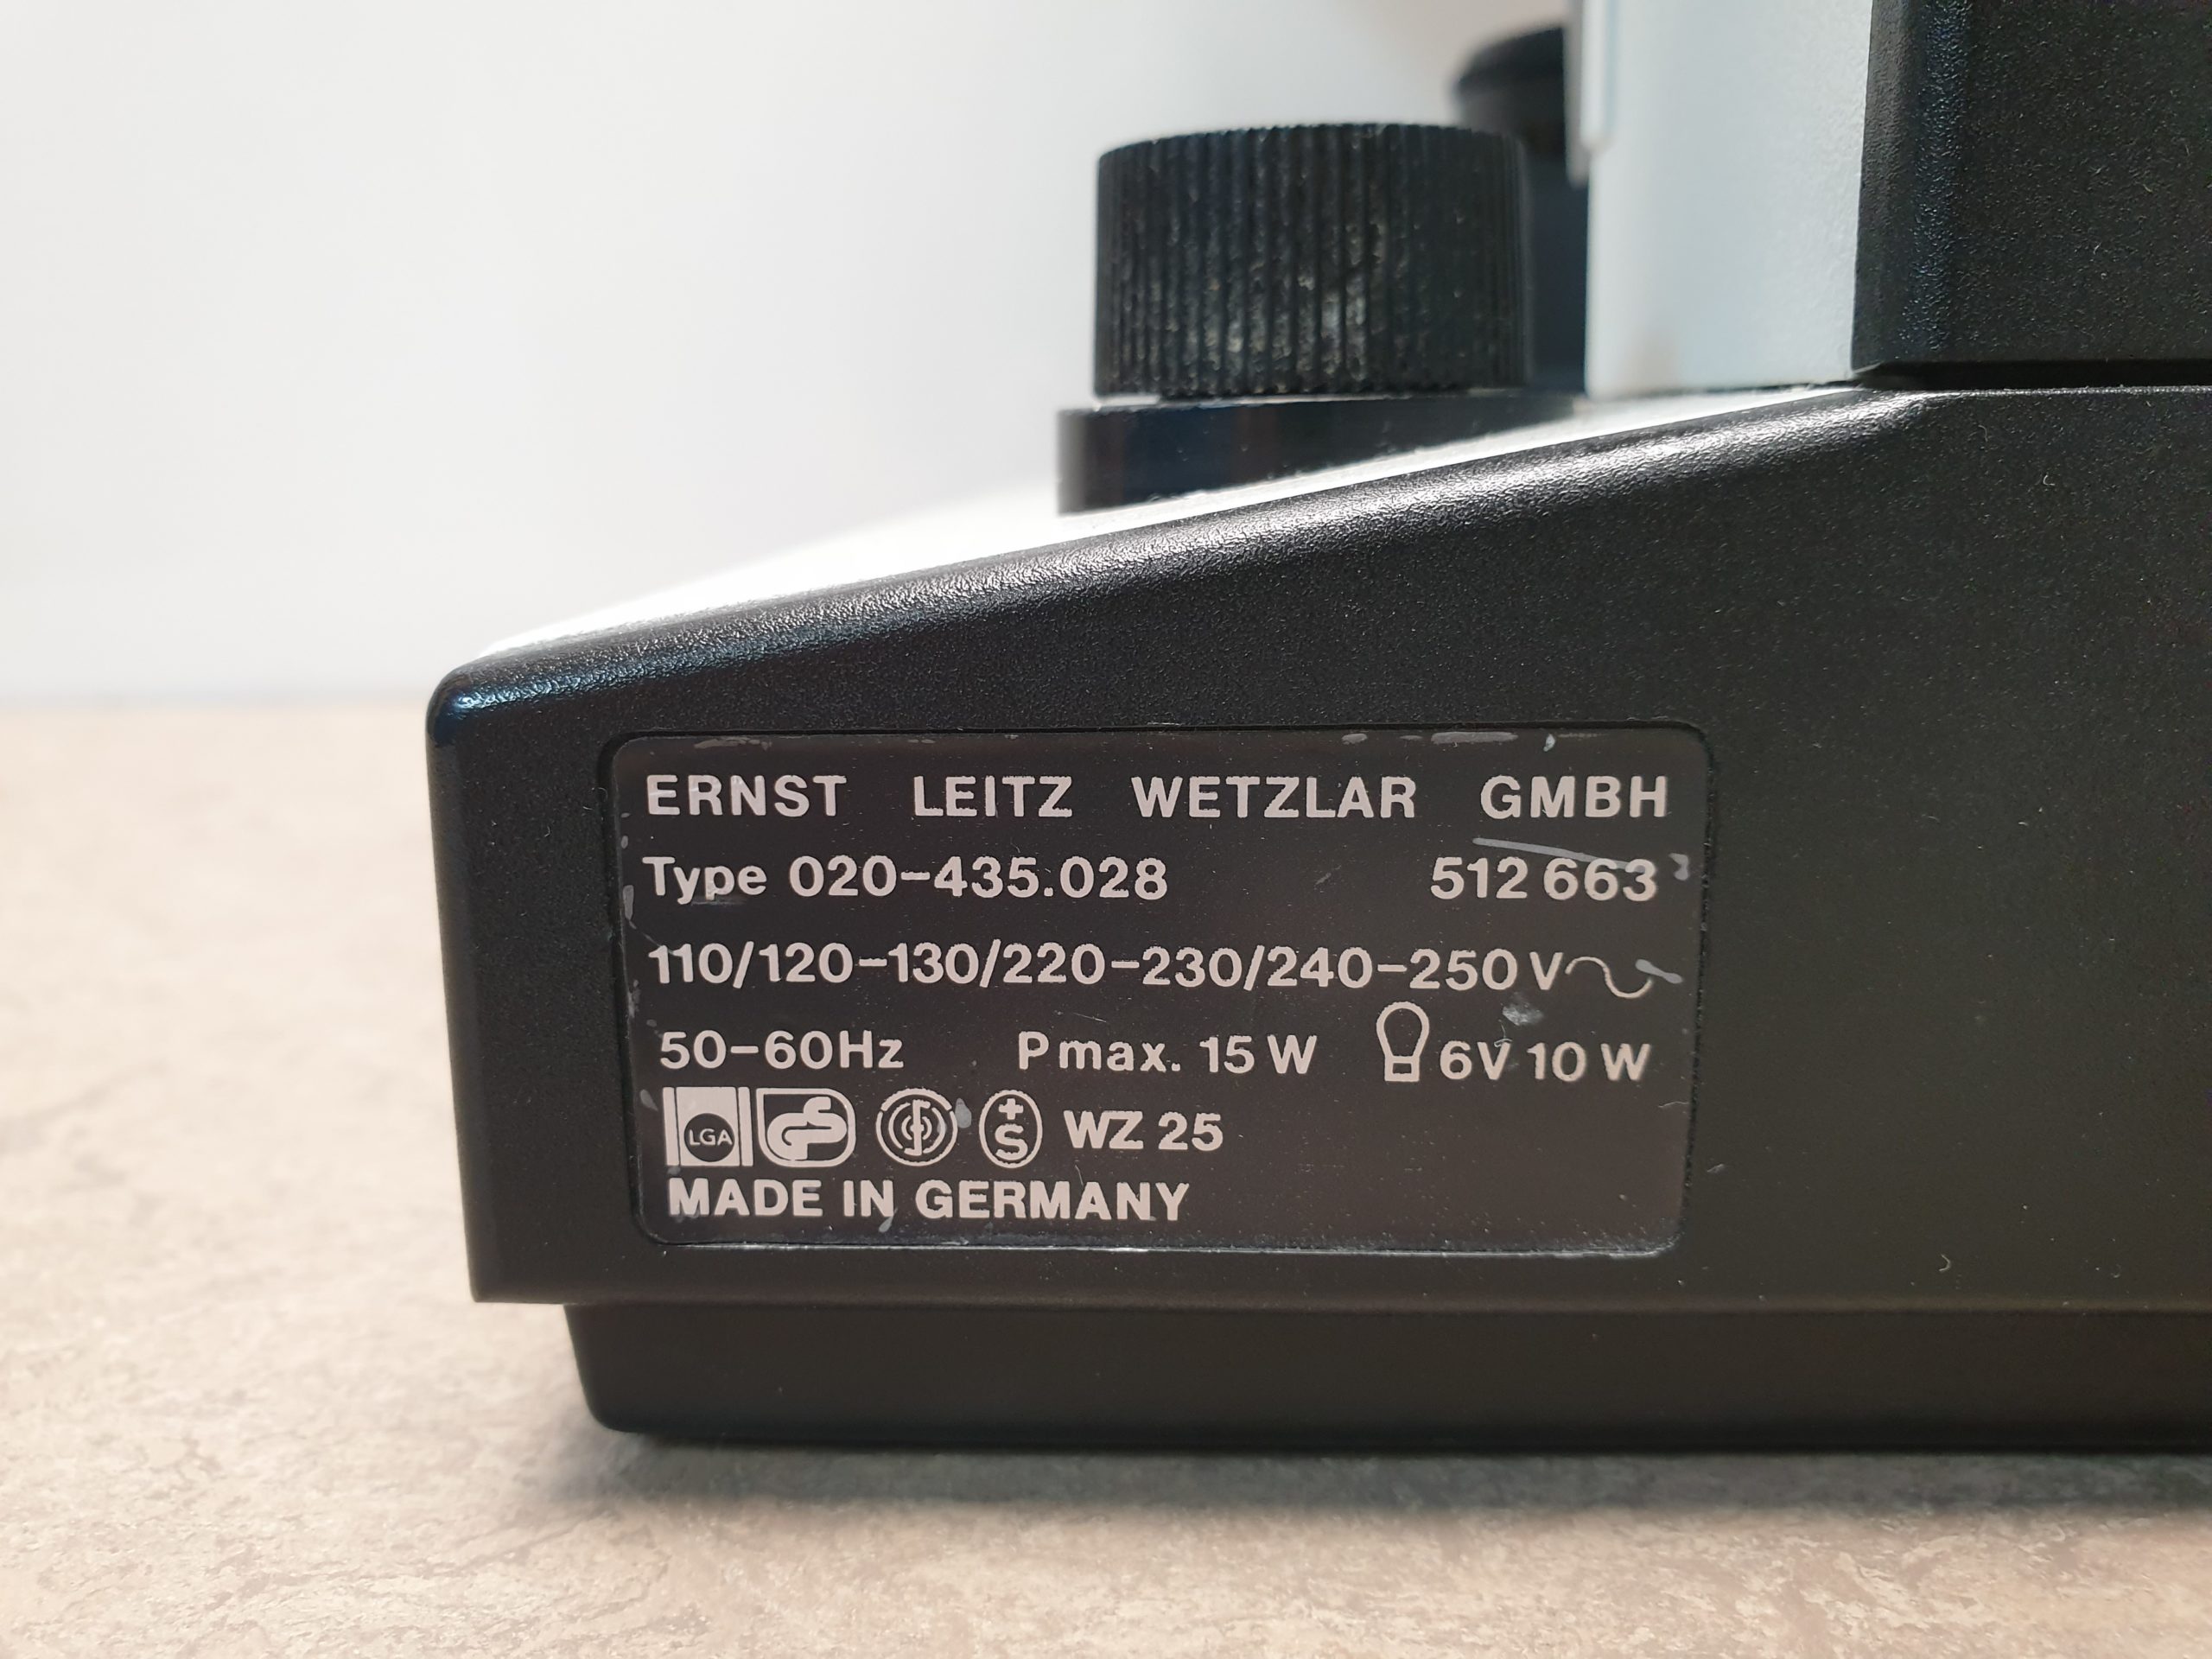 ERNST LEITZ WETZLAR GMBH
Type 020-435.028 512 663
110/120-130/220-230/240-250 V~
50-60Hz Pmax. 15 W 6V 10 W
LGA GS S WZ 25
MADE IN GERMANY